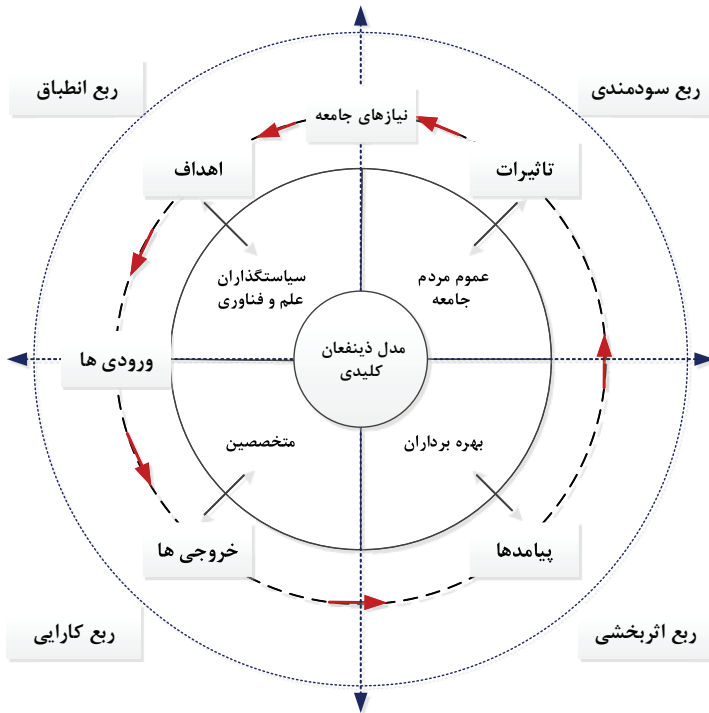 ربع سودمندی
ربع انطباق
نیازهای جامعه
تاثیرات
اهداف
عموم مردم
جامعه
سیاستگذاران
علم و فناوری
مدل ذینفعان
کلیدی
ورودی ها
بهره برداران
متخصصین
پیامدها
خروجی ها
ربع اثربخشی
ربع کارایی